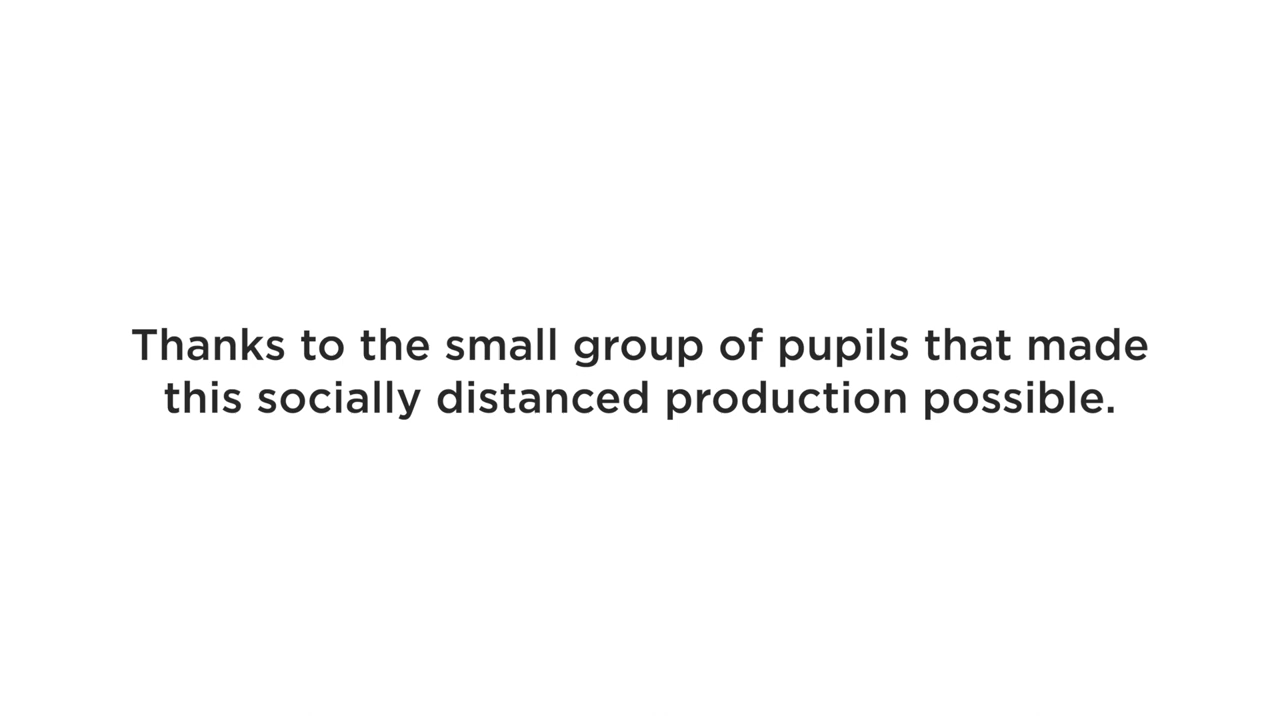 Thanks to the small group of pupils that made
this socially distanced production possible.